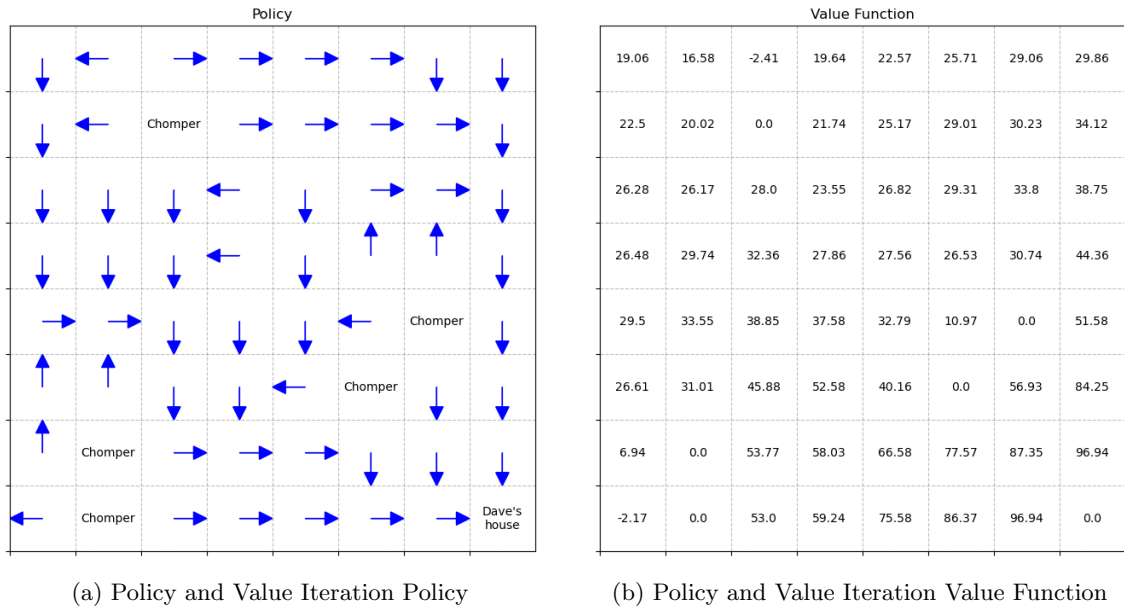 Policy
Value Function
Chomper
Chomper
Chomper
Chomper
Chomper
Dave's
house
19.06 16.58 -2.41 19.64 22.57 25.71 29.06 29.86
22.5 20.02 0.0 21.74 25.17 29.01 30.23 34.12
26.28 26.17 28.0 23.55 26.82 29.31 33.8 38.75
26.48 29.74 32.36 27.86 27.56 26.53 30.74 44.36
29.5 33.55 38.85 37.58 32.79 10.97 0.0 51.58
26.61 31.01 45.88 52.58 40.16 0.0 56.93 84.25
6.94 0.0 53.77 58.03 66.58 77.57 87.35 96.94
-2.17 0.0 53.0 59.24 75.58 86.37 96.94 0.0
(a) Policy and Value Iteration Policy
(b) Policy and Value Iteration Value Function